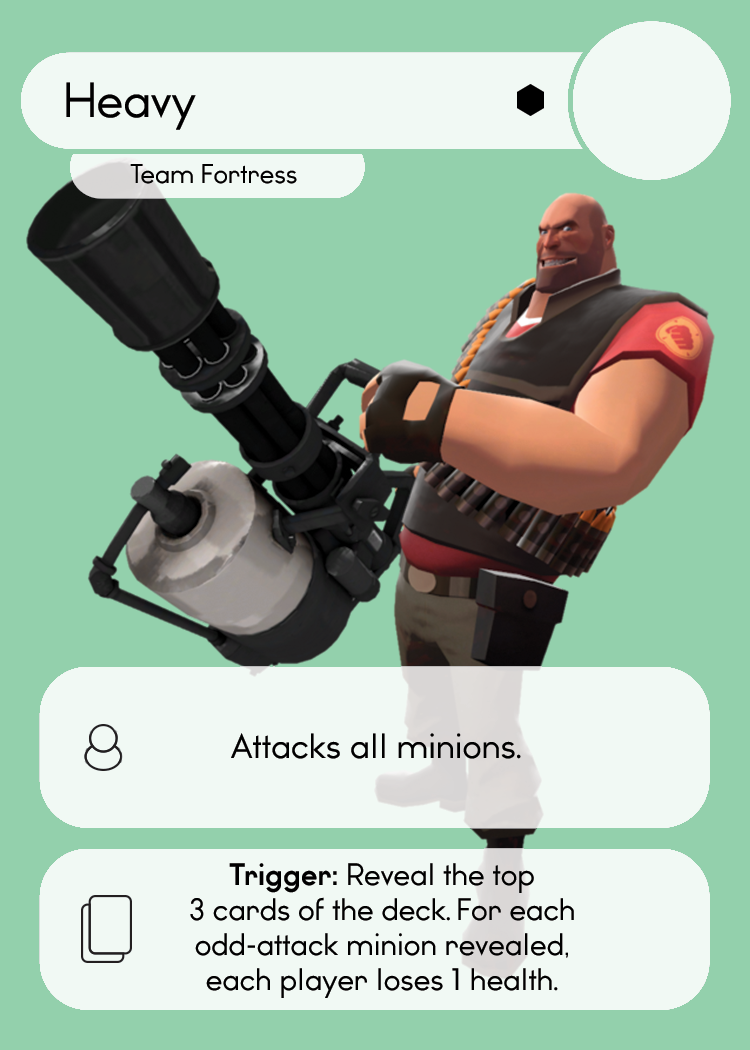 Heavy
Team Fortress
Attacks all minions.
Trigger: Reveal the top
3 cards of the deck. For each
odd-attack minion revealed,
each player loses 1 health.